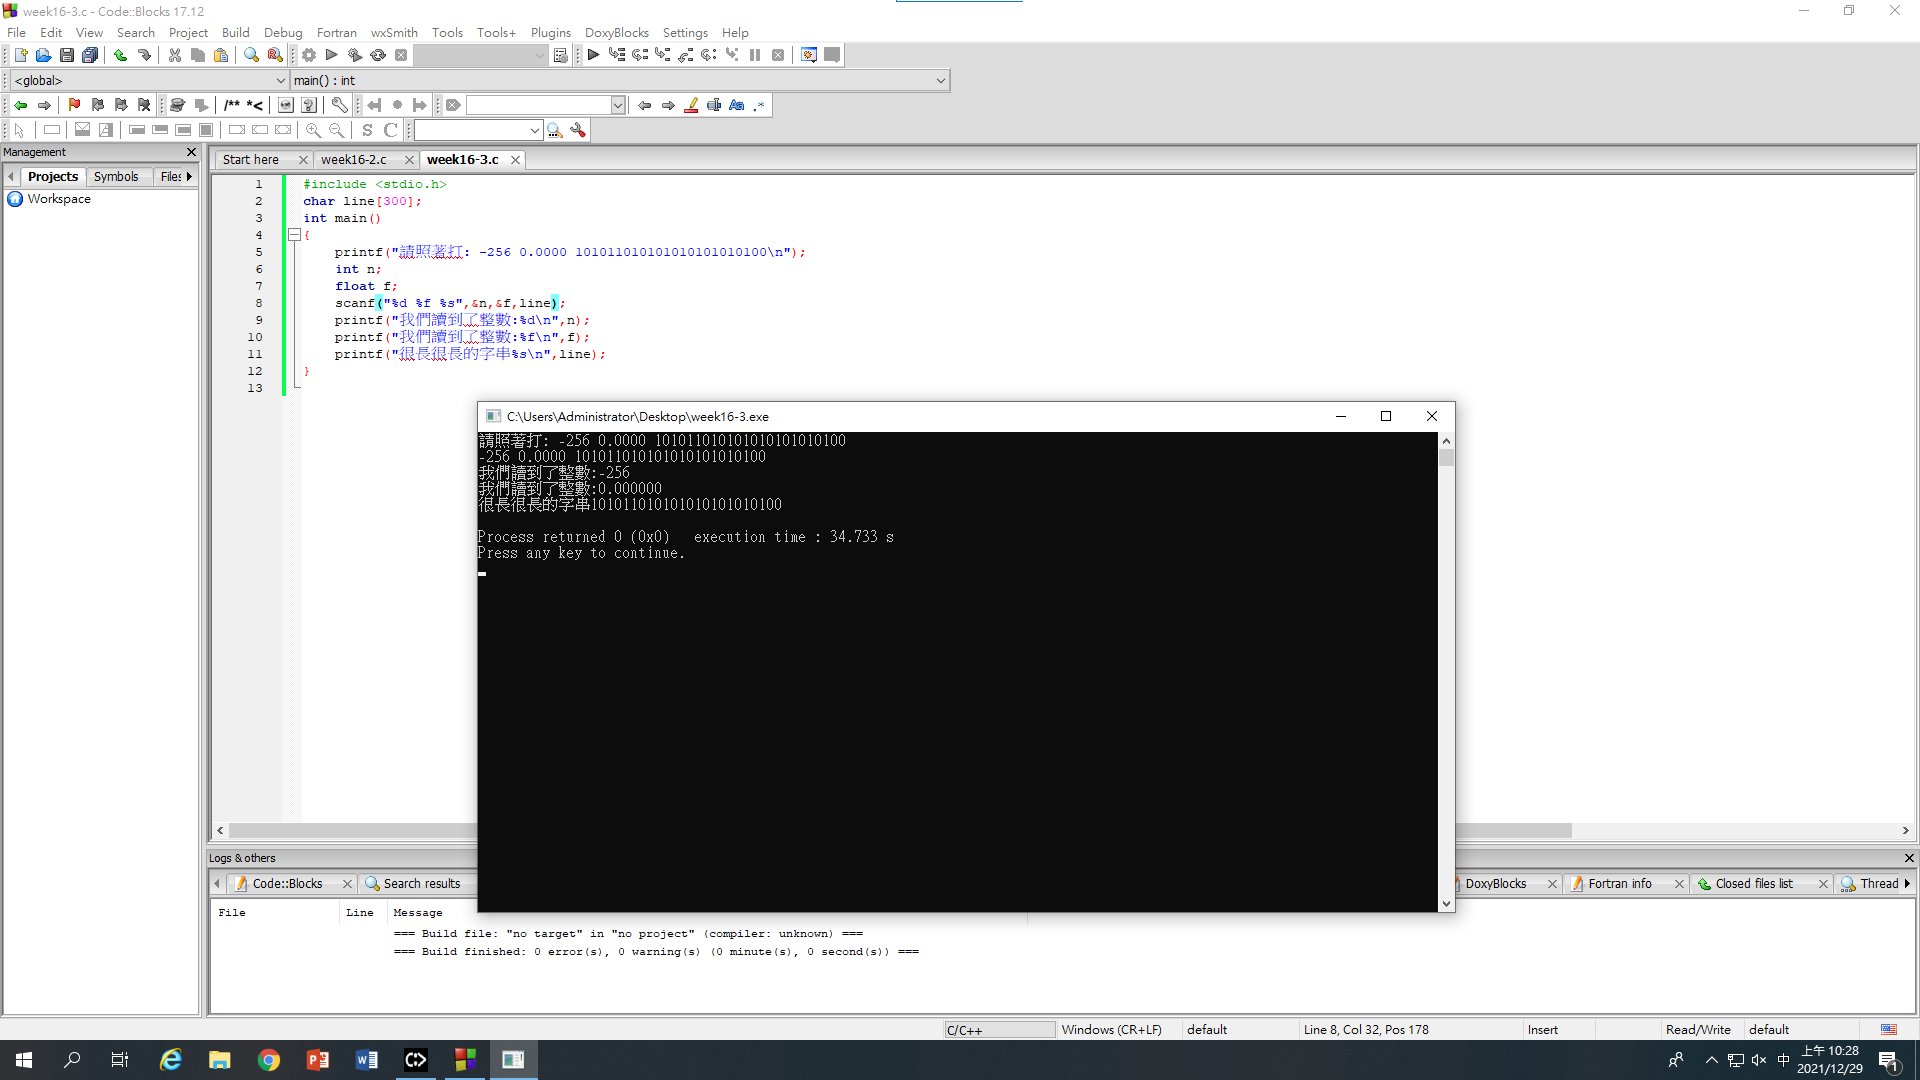 week16-3.c - Code::Blocks 17.12
File Edit View Search Project Build Debug Fortran wxSmith Tools Tools+ Plugins DoxyBlocks Settings Help
<global> main() : int
/** *<
Aa .*
S C
Management
Projects Symbols Files
Workspace
Start here week16-2.c week16-3.c
1 #include <stdio.h>
2 char line[300];
3 int main()
4 {
5 printf("請照著打: -256 0.0000 101011010101010101010100\n");
6 int n;
7 float f;
8 scanf("%d %f %s",&n,&f,line);
9 printf("我們讀到了整數:%d\n",n);
10 printf("我們讀到了整數:%f\n",f);
11 printf("很長很長的字串%s\n",line);
12 }
13
C:\Users\Administrator\Desktop\week16-3.exe
請照著打: -256 0.0000 101011010101010101010100
-256 0.0000 101011010101010101010100
我們讀到了整數:-256
我們讀到了整數:0.000000
很長很長的字串101011010101010101010100
Process returned 0 (0x0) execution time : 34.733 s
Press any key to continue.
Logs & others
Code::Blocks Search results DoxyBlocks Fortran info Closed files list Thread
File Line Message
=== Build file: "no target" in "no project" (compiler: unknown) ===
=== Build finished: 0 error(s), 0 warning(s) (0 minute(s), 0 second(s)) ===
C/C++ Windows (CR+LF) default Line 8, Col 32, Pos 178 Insert Read/Write default
中 上午 10:28
2021/12/29
1